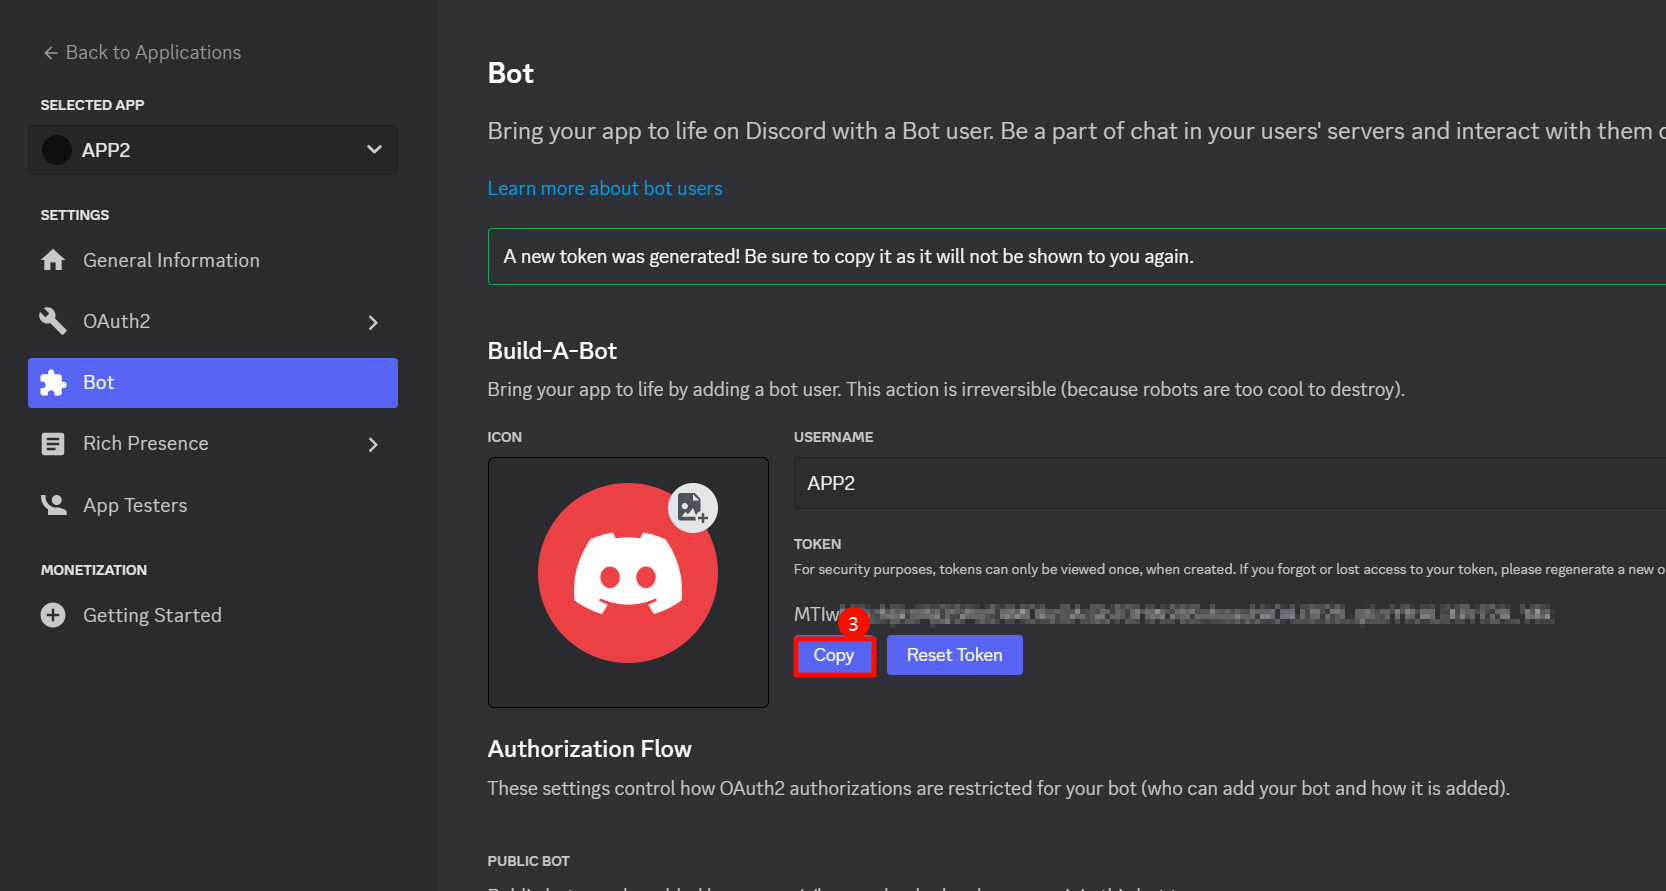 Back to Applications
SELECTED APP
APP2
SETTINGS
General Information
OAuth2
Bot
Rich Presence
App Testers
MONETIZATION
Getting Started
Bot
Bring your app to life on Discord with a Bot user. Be a part of chat in your users' servers and interact with them
Learn more about bot users
A new token was generated! Be sure to copy it as it will not be shown to you again.
Build-A-Bot
Bring your app to life by adding a bot user. This action is irreversible (because robots are too cool to destroy).
ICON
USERNAME
APP2
TOKEN
For security purposes, tokens can only be viewed once, when created. If you forgot or lost access to your token, please regenerate a new
3
Copy
Reset Token
Authorization Flow
These settings control how OAuth2 authorizations are restricted for your bot (who can add your bot and how it is added).
PUBLIC BOT